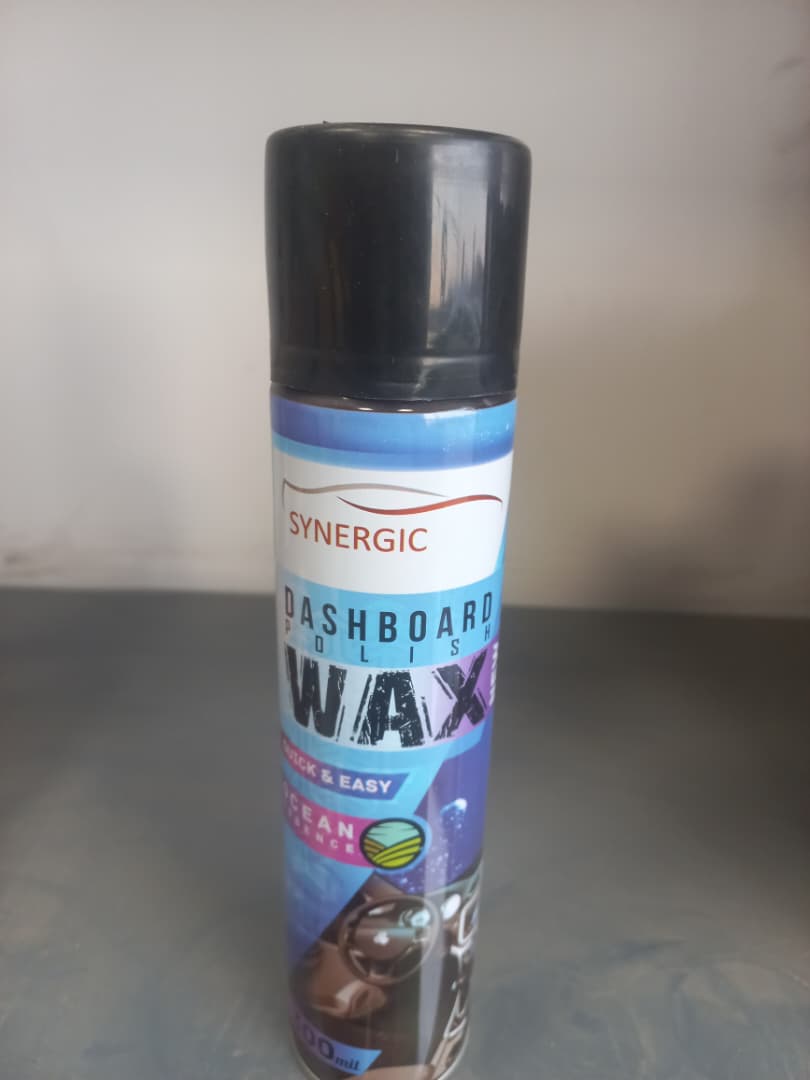 SYNERGIC
DASHBOARD
POLISH
WAX
QUICK & EASY
OCEAN